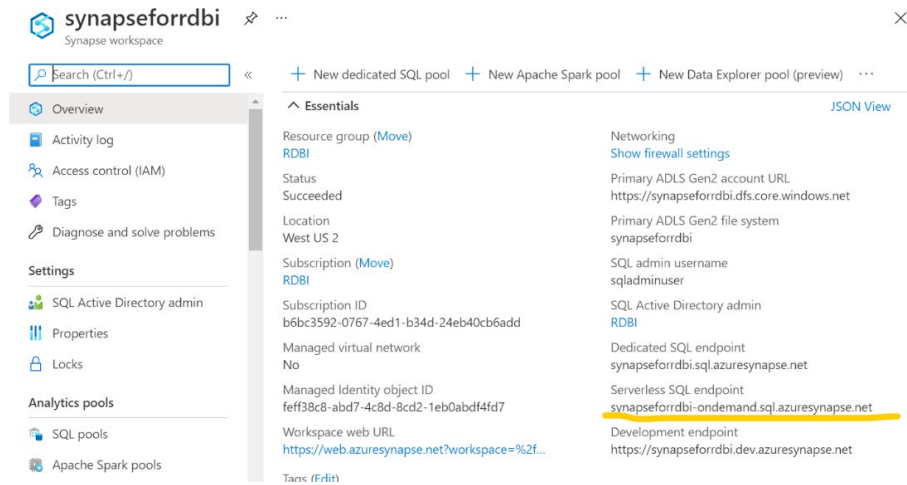 synapseforrdbi
Synapse workspace
Search (Ctrl+/)
Overview
Activity log
Access control (IAM)
Tags
Diagnose and solve problems
Settings
SQL Active Directory admin
Properties
Locks
Analytics pools
SQL pools
Apache Spark pools
New dedicated SQL pool
New Apache Spark pool
New Data Explorer pool (preview)
Essentials
JSON View
Resource group (Move)
RDBI
Status
Succeeded
Location
West US 2
Subscription (Move)
RDBI
Subscription ID
b6bc3592-0767-4ed1-b34d-24eb40cb6add
Managed virtual network
No
Managed Identity object ID
feff38c8-abd7-4c8d-8cd2-1eb0abdf4fd7
Workspace web URL
https://web.azuresynapse.net?workspace=%2f...
Tags (Edit)
Networking
Show firewall settings
Primary ADLS Gen2 account URL
https://synapseforrdbi.dfs.core.windows.net
Primary ADLS Gen2 file system
synapseforrdbi
SQL admin username
sqladminuser
SQL Active Directory admin
RDBI
Dedicated SQL endpoint
synapseforrdbi.sql.azuresynapse.net
Serverless SQL endpoint
synapseforrdbi-ondemand.sql.azuresynapse.net
Development endpoint
https://synapseforrdbi.dev.azuresynapse.net